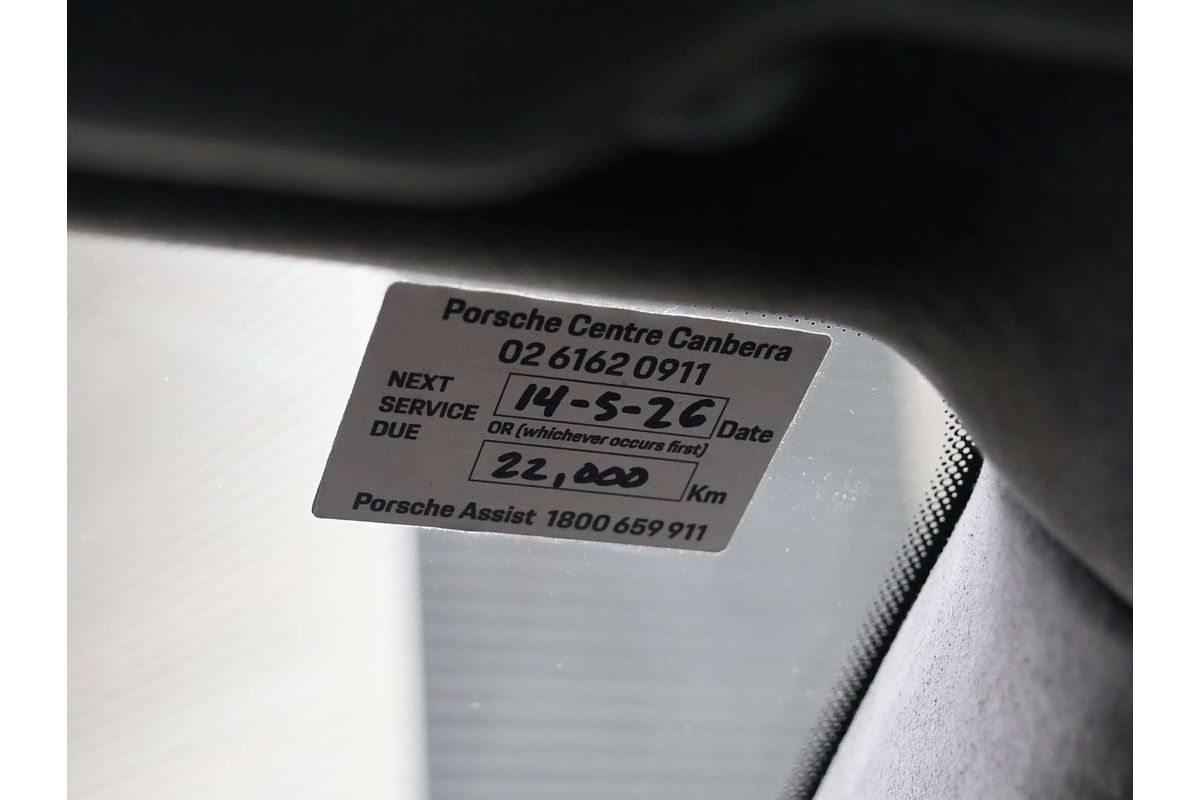 Porsche Centre Canberra
02 6162 0911
NEXT SERVICE DUE
14-5-26 Date
OR (whichever occurs first)
22,000 Km
Porsche Assist 1800 659 911